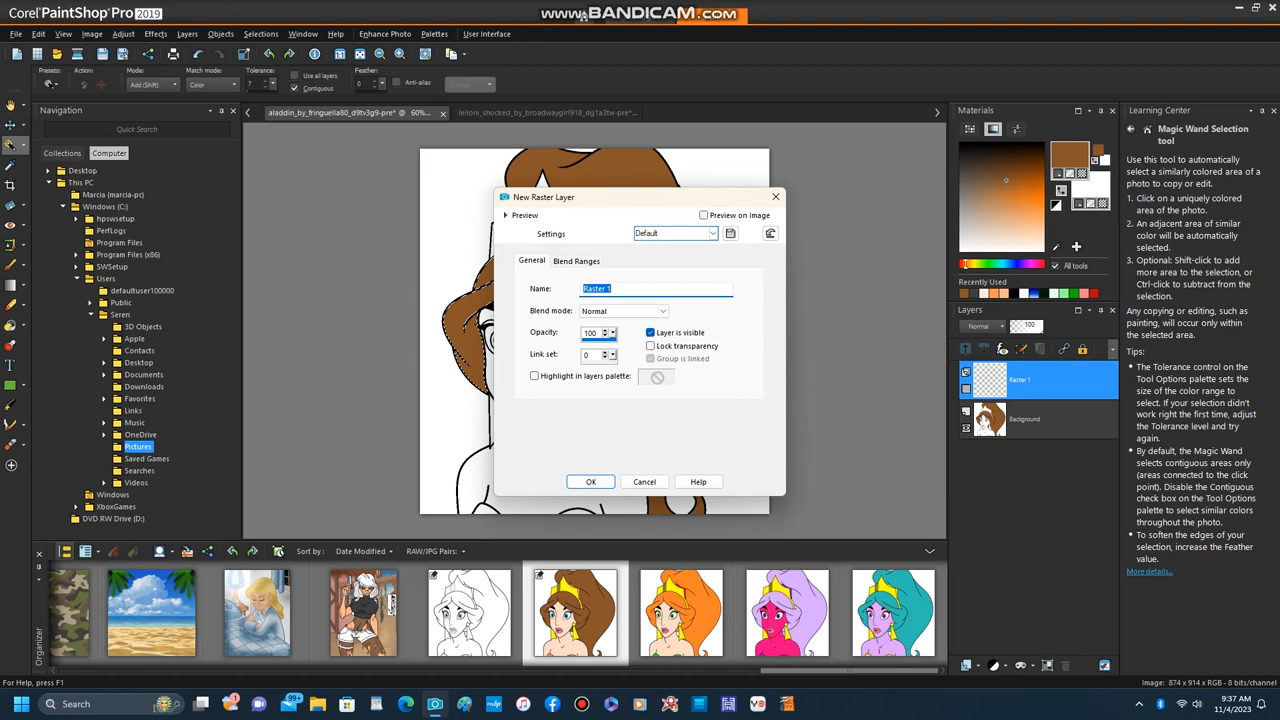 Corel PaintShop Pro 2019
www.BANDICAM.com
File Edit View Image Adjust Effects Layers Objects Selections Window Help Enhance Photo Palettes User Interface
Presets: Action: Mode: Match mode: Tolerance: Use all layers Feather: Anti-alias
Add (Shift) Color 7 Contiguous 0
Navigation
Quick Search
Collections Computer
Desktop
This PC
Marcia (marcia-pc)
Windows (C:)
hpswsetup
PerfLogs
Program Files
Program Files (x86)
SWSetup
Users
defaultuser100000
Public
Seren
3D Objects
Apple
Contacts
Desktop
Documents
Downloads
Favorites
Links
Music
OneDrive
Pictures
Saved Games
Searches
Videos
Windows
XboxGames
DVD RW Drive (D:)
aladdin_by_fringuella80_d9tv3g9-pre* @ 60%...
leiloni_shocked_by_broadwaygirl918_dg1a3tw-pre*...
New Raster Layer
Preview
Preview on Image
Settings Default
General Blend Ranges
Name: Raster 1
Blend mode: Normal
Opacity: 100
Layer is visible
Lock transparency
Link set: 0
Group is linked
Highlight in layers palette:
OK Cancel Help
Materials
All tools
Recently Used
Layers
Normal 100
Raster 1
Background
Learning Center
Magic Wand Selection
tool
Use this tool to automatically
select a similarly colored area of
a photo to copy or edit.
1. Click on a uniquely colored
area of the photo.
2. An adjacent area of similar
color will be automatically
selected.
3. Optional: Shift-click to add
more area to the selection, or
Ctrl-click to subtract from
the selection.
Any copying or editing, such as
painting, will occur only within
the selected area.
Tips:
• The Tolerance control on the
Tool Options palette sets the
size of the color range to
select. If your selection didn't
work right the first time, adjust
the Tolerance level and try
again.
• By default, the Magic Wand
selects contiguous areas only
(areas connected to the
click point). Disable the
Contiguous
check box on the Tool Options
palette to select similar colors
throughout the photo.
• To soften the edges of your
selection, increase the Feather
value.
More details...
Sort by: Date Modified RAW/JPG Pairs:
Organizer
For Help, press F1
Image: 874 x 914 x RGB - 8 bits/channel
Search
1
99+
9:37 AM
11/4/2023